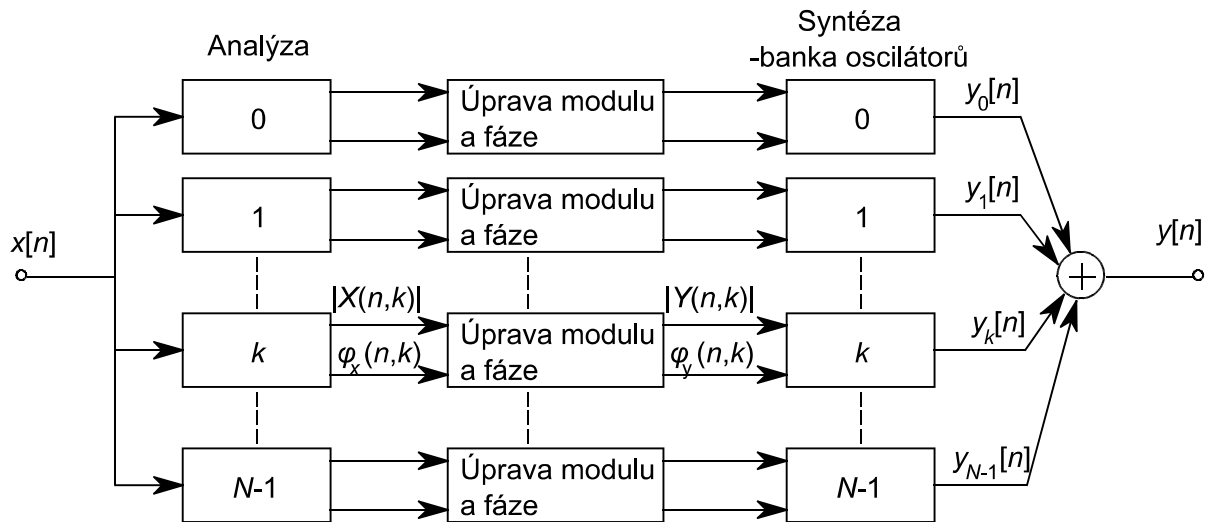 Analýza
Syntéza
-banka oscilátorů
0
Úprava modulu
a fáze
0
y0[n]
1
Úprava modulu
a fáze
1
y1[n]
x[n]
y[n]
|X(n,k)|
|Y(n,k)|
k
φx(n,k)
Úprava modulu
a fáze
φy(n,k)
k
yk[n]
N-1
Úprava modulu
a fáze
N-1
yN-1[n]